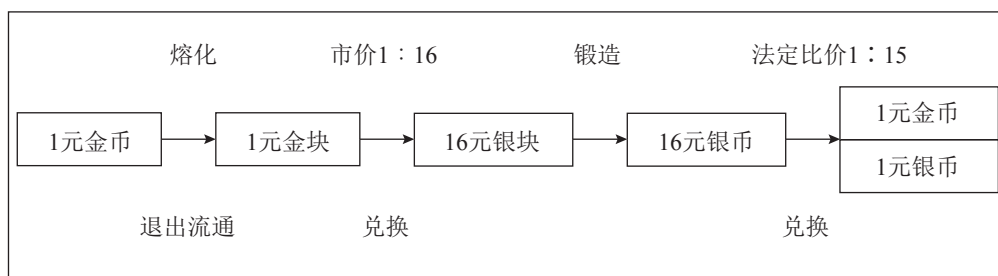 熔化 市价1∶16 锻造 法定比价1∶15
1元金币
1元金币 1元金块 16元银块 16元银币
1元银币
退出流通 兑换 兑换